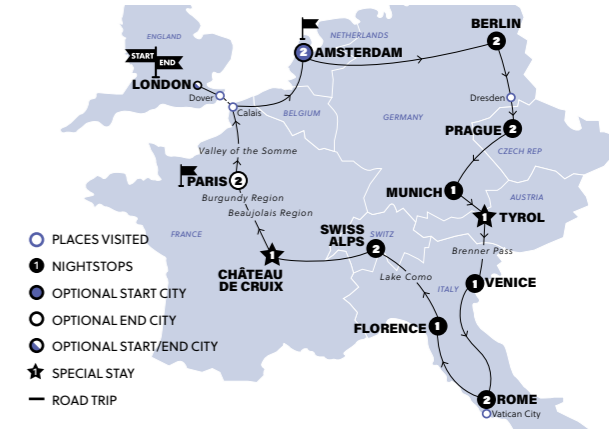 ENGLAND
START
END
LONDON
Dover
Calais
NETHERLANDS
2 AMSTERDAM
BELGIUM
BERLIN
2
GERMANY
Dresden
PRAGUE 2
CZECH REP
MUNICH 1
AUSTRIA
1 TYROL
Brenner Pass
1 VENICE
ITALY
2 ROME
Vatican City
FLORENCE 1
Lake Como
SWISS
ALPS
SWITZ
2
1
CHÂTEAU
DE CRUIX
FRANCE
Beaujolais Region
Burgundy Region
PARIS 2
Valley of the Somme
PLACES VISITED
1 NIGHTSTOPS
OPTIONAL START CITY
OPTIONAL END CITY
OPTIONAL START/END CITY
1 SPECIAL STAY
ROAD TRIP